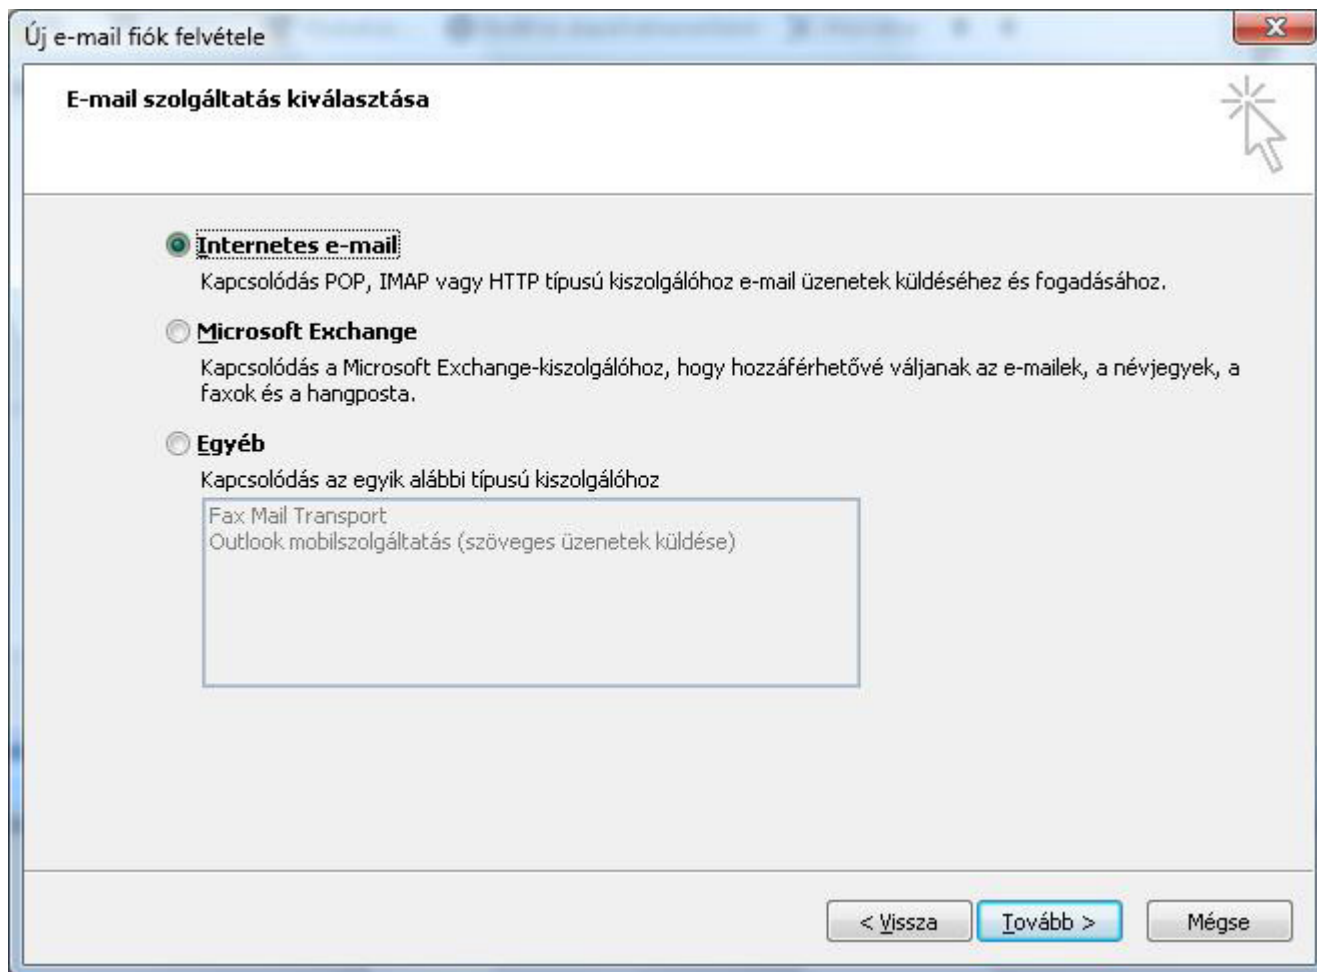 Új e-mail fiók felvétele
E-mail szolgáltatás kiválasztása
Internetes e-mail
Kapcsolódás POP, IMAP vagy HTTP típusú kiszolgálóhoz e-mail üzenetek küldéséhez és fogadásához.
Microsoft Exchange
Kapcsolódás a Microsoft Exchange-kiszolgálóhoz, hogy hozzáférhetővé váljanak az e-mailek, a névjegyek, a
faxok és a hangposta.
Egyéb
Kapcsolódás az egyik alábbi típusú kiszolgálóhoz
Fax Mail Transport
Outlook mobilszolgáltatás (szöveges üzenetek küldése)
< Vissza Tovább > Mégse